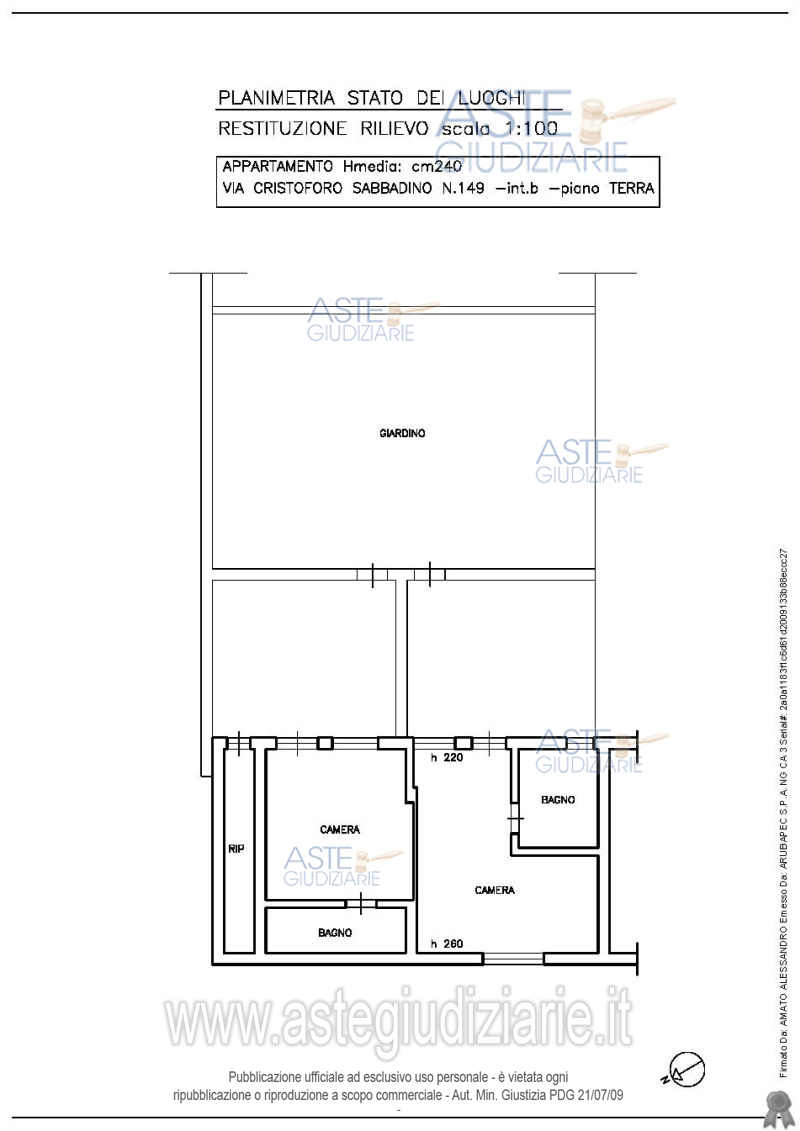 PLANIMETRIA STATO DEI LUOGHI
RESTITUZIONE RILIEVO scala 1:100
ASTE
GIUDIZIARIE
APPARTAMENTO Hmedia: cm240
VIA CRISTOFORO SABBADINO N.149 -int.b -piano TERRA
ASTE
GIUDIZIARIE
GIARDINO
ASTE
GIUDIZIARIE
h 220
ASTE
GIUDIZIARIE
BAGNO
CAMERA
RIP
ASTE
GIUDIZIARIE
CAMERA
BAGNO
h 260
www.astegiudiziarie.it
N
Pubblicazione ufficiale ad esclusivo uso personale - è vietata ogni
ripubblicazione o riproduzione a scopo commerciale - Aut. Min. Giustizia PDG 21/07/09
-
Firmato Da: AMATO ALESSANDRO Emesso Da: ARUBAPEC S.P.A. NG CA 3 Serial#: 2a0a1183f1c6d61d2009133b88eccc27